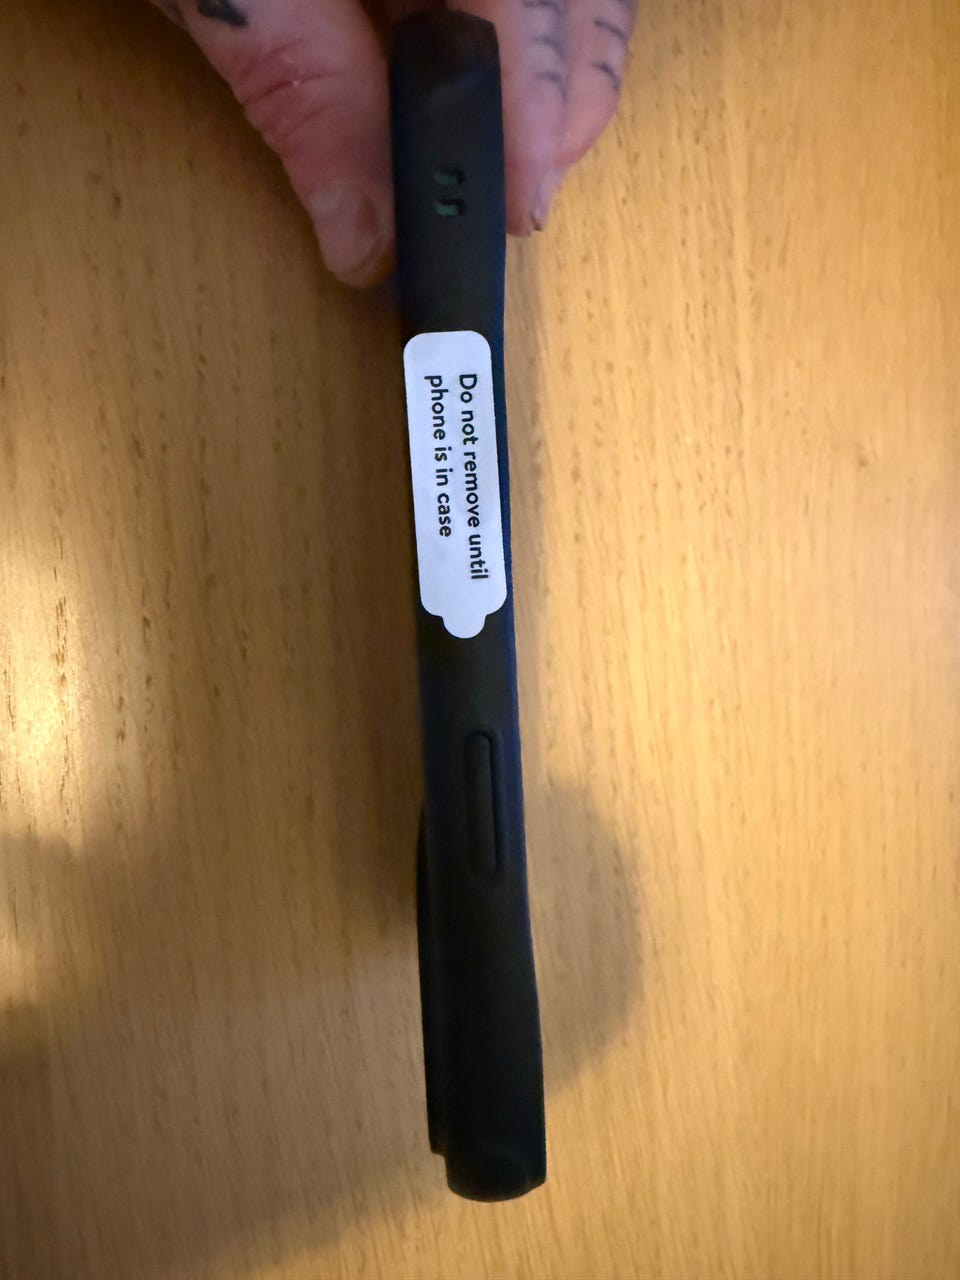 Do not remove until
phone is in case